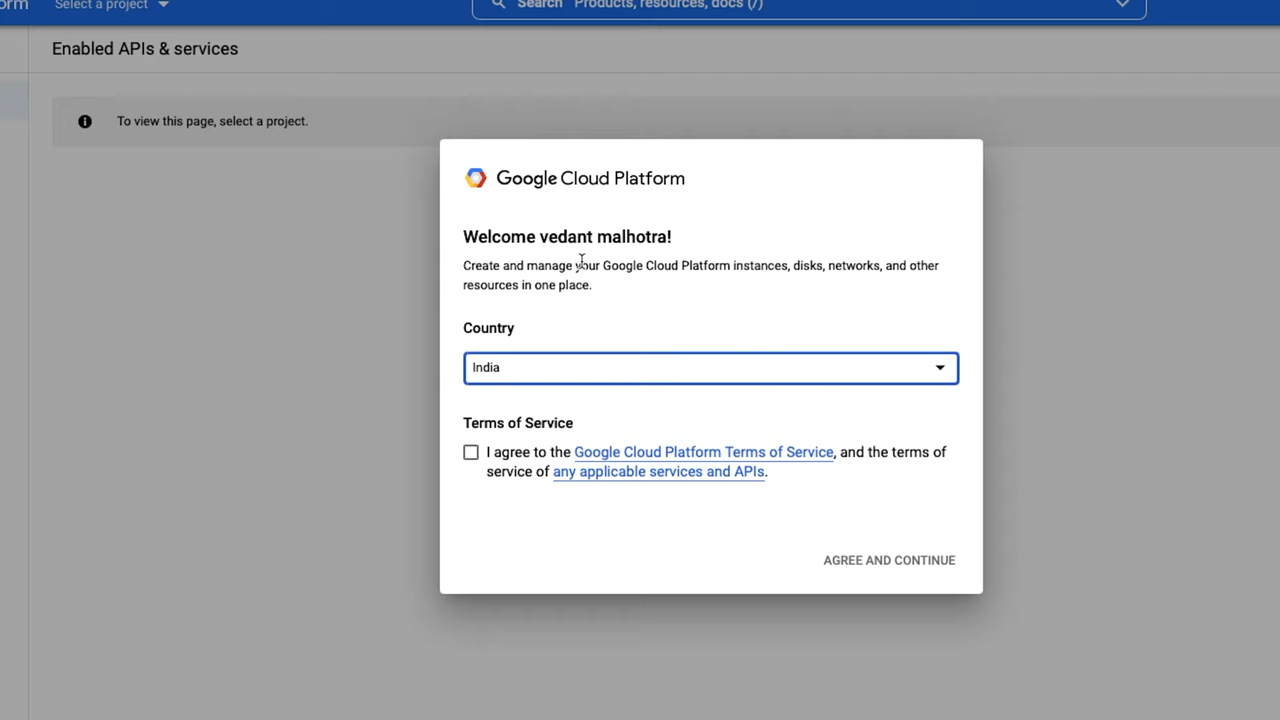 Select a project
Search Products, resources, docs (/)
Enabled APIs & services
To view this page, select a project.
Google Cloud Platform
Welcome vedant malhotra!
Create and manage your Google Cloud Platform instances, disks, networks, and other
resources in one place.
Country
India
Terms of Service
I agree to the Google Cloud Platform Terms of Service, and the terms of
service of any applicable services and APIs.
AGREE AND CONTINUE